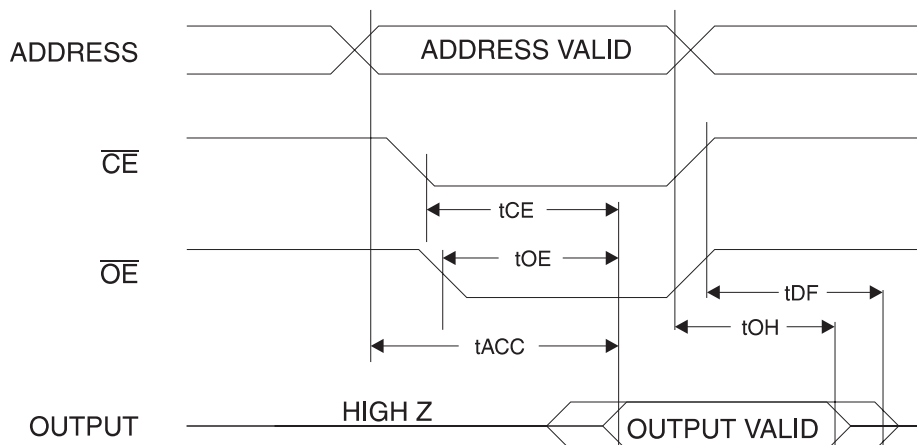 ADDRESS
ADDRESS VALID
CE
tCE
OE
tOE
tDF
tOH
tACC
HIGH Z
OUTPUT
OUTPUT VALID